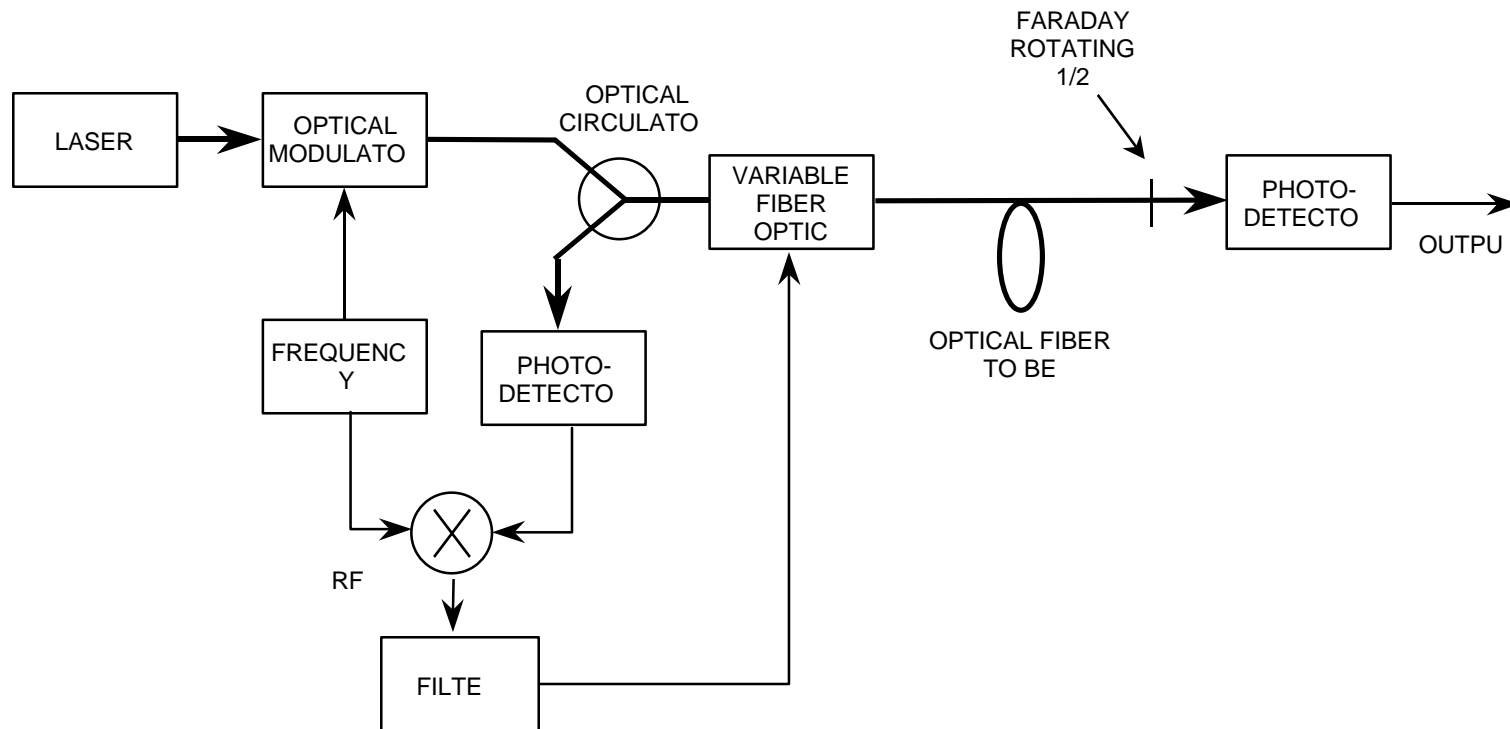 FARADAY
ROTATING
1/2
LASER
OPTICAL
MODULATO
OPTICAL
CIRCULATO
VARIABLE
FIBER
OPTIC
PHOTO-
DETECTO
OUTPU
FREQUENC
Y
PHOTO-
DETECTO
OPTICAL FIBER
TO BE
RF
FILTE